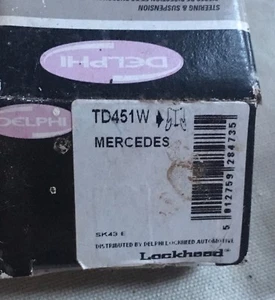 STEERING & SUSPENSION
DELPHI
DELPHI
TD451W
MERCEDES
5 012759 284735
SK43 E
DISTRIBUTED BY DELPHI LOCKHEED AUTOMOTIVE
Lockheed